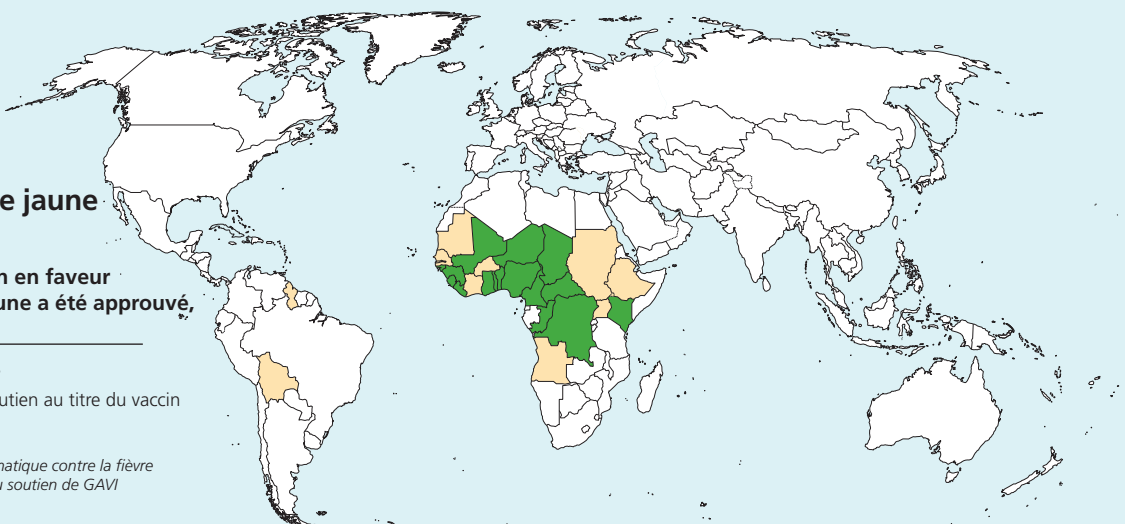 e jaune
n en faveur
une a été approuvé,
utien au titre du vaccin
natique contre la fièvre
u soutien de GAVI